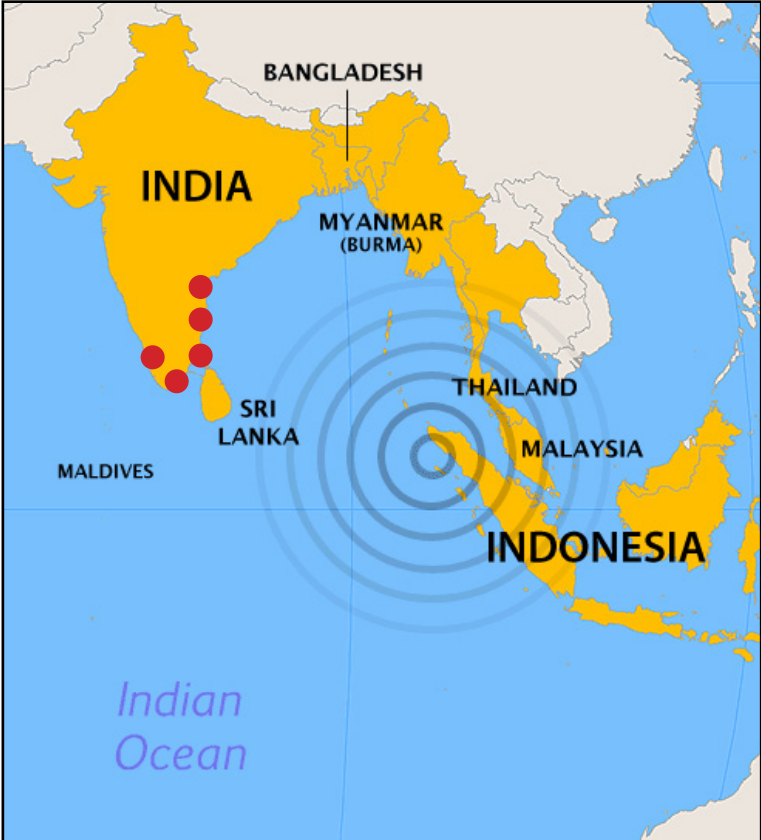 BANGLADESH
INDIA
MYANMAR
(BURMA)
THAILAND
SRI
LANKA
MALAYSIA
MALDIVES
INDONESIA
Indian
Ocean